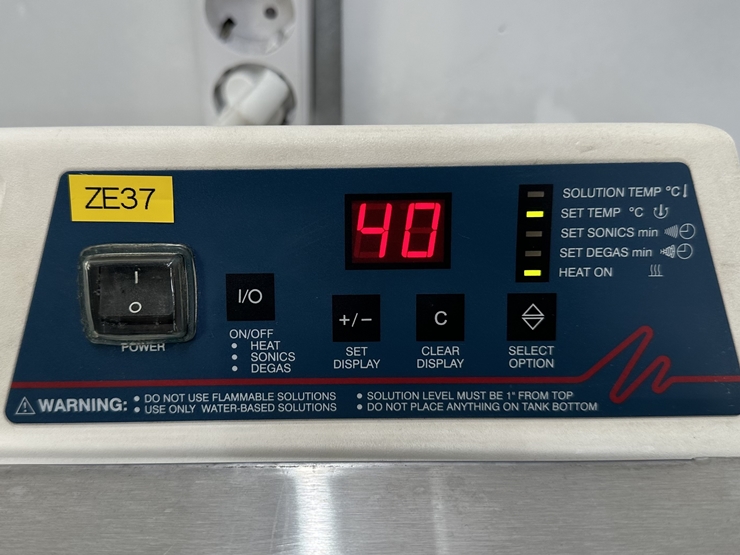 ZE37
40
SOLUTION TEMP °C
SET TEMP °C
SET SONICS min
SET DEGAS min
HEAT ON
I
O
POWER
I/O
ON/OFF
• HEAT
• SONICS
• DEGAS
+/−
SET
DISPLAY
C
CLEAR
DISPLAY
SELECT
OPTION
WARNING:
• DO NOT USE FLAMMABLE SOLUTIONS
• USE ONLY WATER-BASED SOLUTIONS
• SOLUTION LEVEL MUST BE 1" FROM TOP
• DO NOT PLACE ANYTHING ON TANK BOTTOM